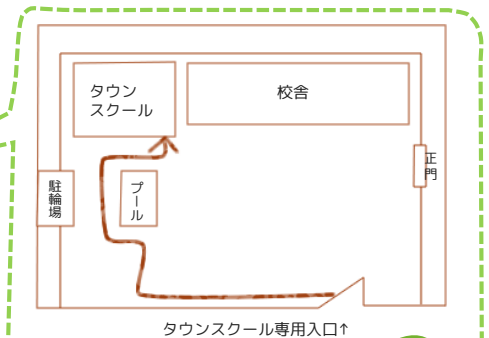 タウン
スクール
校舎
正門
駐輪場
プール
タウンスクール専用入口↑